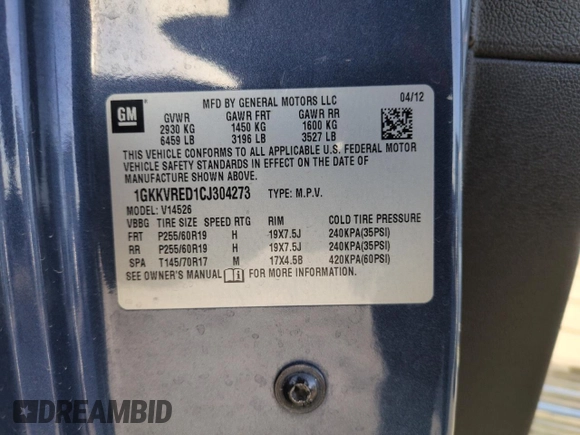 GM
MFD BY GENERAL MOTORS LLC 04/12
GVWR GAWR FRT GAWR RR
2930 KG 1450 KG 1600 KG
6459 LB 3196 LB 3527 LB
THIS VEHICLE CONFORMS TO ALL APPLICABLE U.S. FEDERAL MOTOR
VEHICLE SAFETY STANDARDS IN EFFECT ON THE DATE OF
MANUFACTURE SHOWN ABOVE.
1GKKVRED1CJ304273 TYPE: M.P.V.
MODEL: V14526
VBBG TIRE SIZE SPEED RTG RIM COLD TIRE PRESSURE
FRT P255/60R19 H 19X7.5J 240KPA(35PSI)
RR P255/60R19 H 19X7.5J 240KPA(35PSI)
SPA T145/70R17 M 17X4.5B 420KPA(60PSI)
SEE OWNER'S MANUAL FOR MORE INFORMATION.
DREAMBID